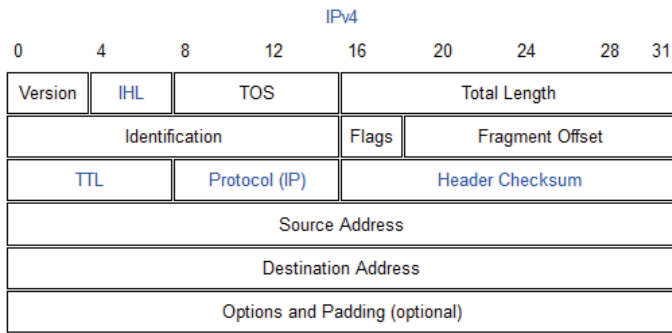 IPv4
0 4 8 12 16 20 24 28 31
Version IHL TOS Total Length
Identification Flags Fragment Offset
TTL Protocol (IP) Header Checksum
Source Address
Destination Address
Options and Padding (optional)